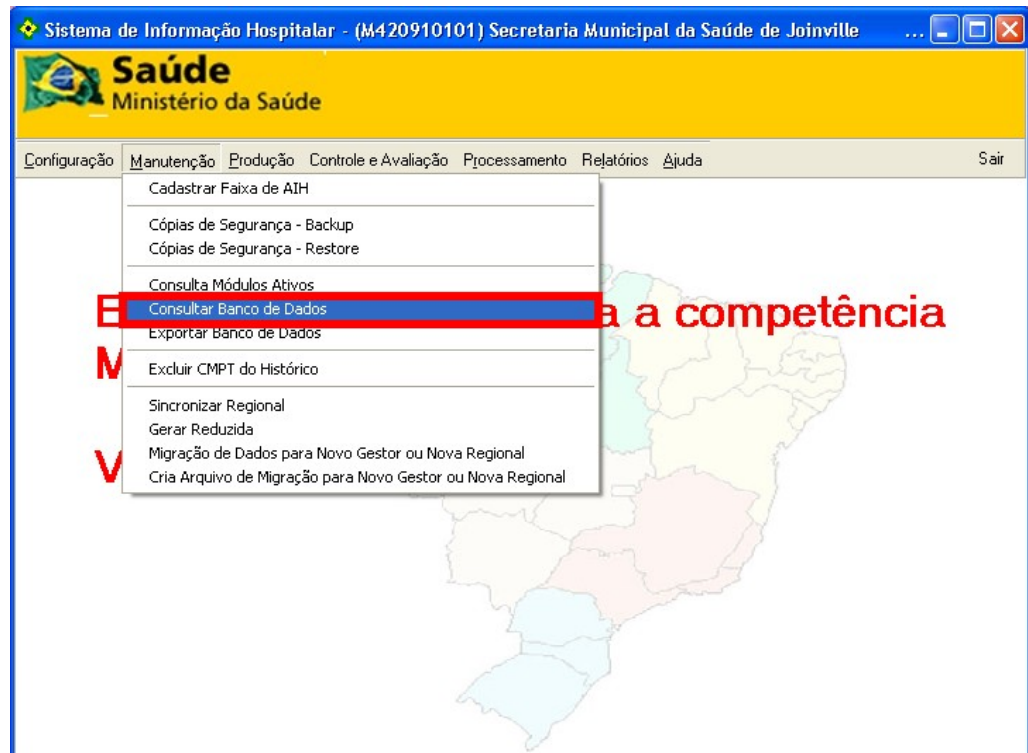 Sistema de Informação Hospitalar - (M420910101) Secretaria Municipal da Saúde de Joinville ...
Saúde
Ministério da Saúde
Configuração Manutenção Produção Controle e Avaliação Processamento Relatórios Ajuda Sair
Cadastrar Faixa de AIH
Cópias de Segurança - Backup
Cópias de Segurança - Restore
Consulta Módulos Ativos
Consultar Banco de Dados
Exportar Banco de Dados
a a competência
Excluir CMPT do Histórico
Sincronizar Regional
Gerar Reduzida
Migração de Dados para Novo Gestor ou Nova Regional
Cria Arquivo de Migração para Novo Gestor ou Nova Regional